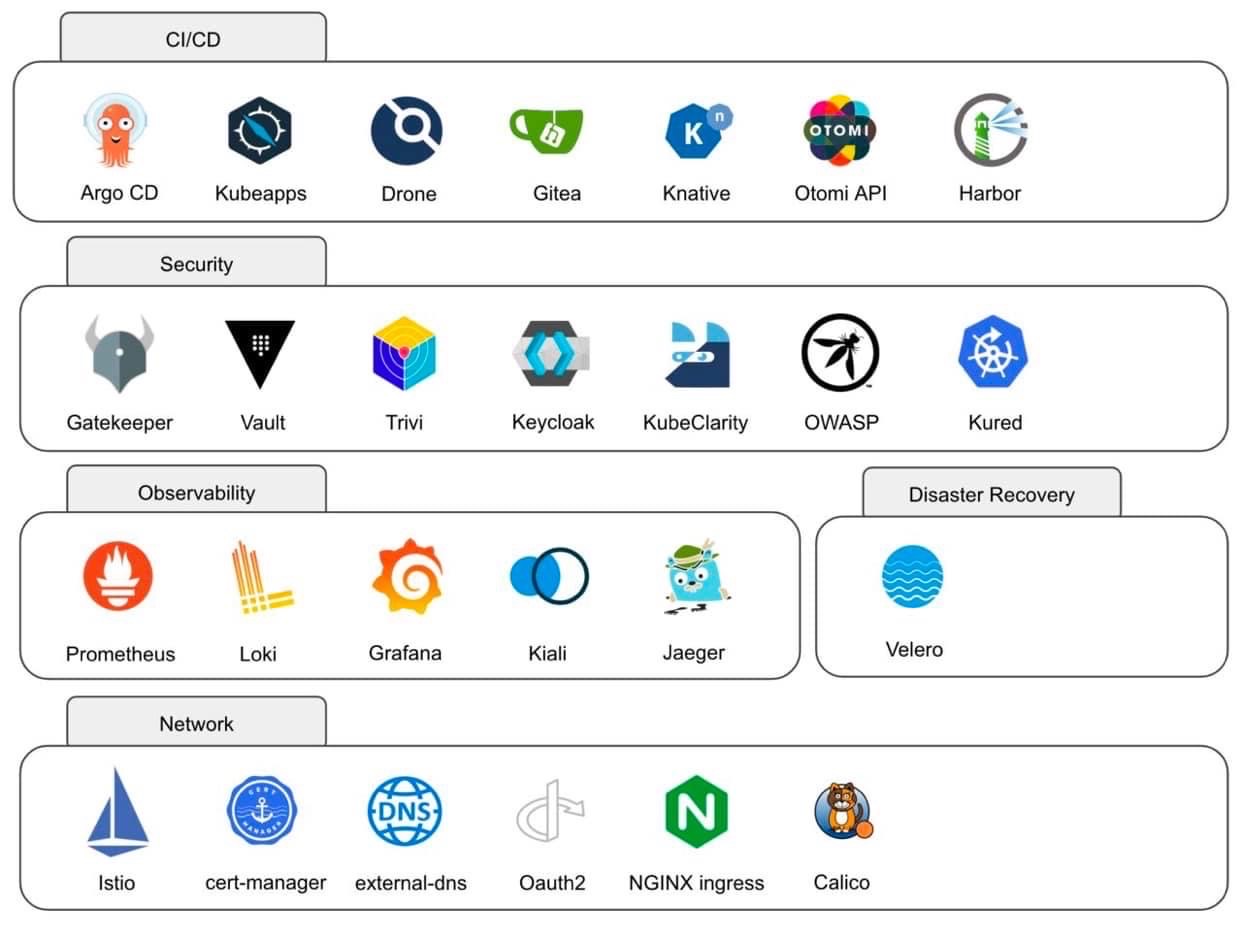 CI/CD
K n OTOMI
Argo CD Kubeapps Drone Gitea Knative Otomi API Harbor
Security
Gatekeeper Vault Trivi Keycloak KubeClarity OWASP Kured
Observability Disaster Recovery
Prometheus Loki Grafana Kiali Jaeger Velero
Network
CERT MANAGER DNS N
Istio cert-manager external-dns Oauth2 NGINX ingress Calico